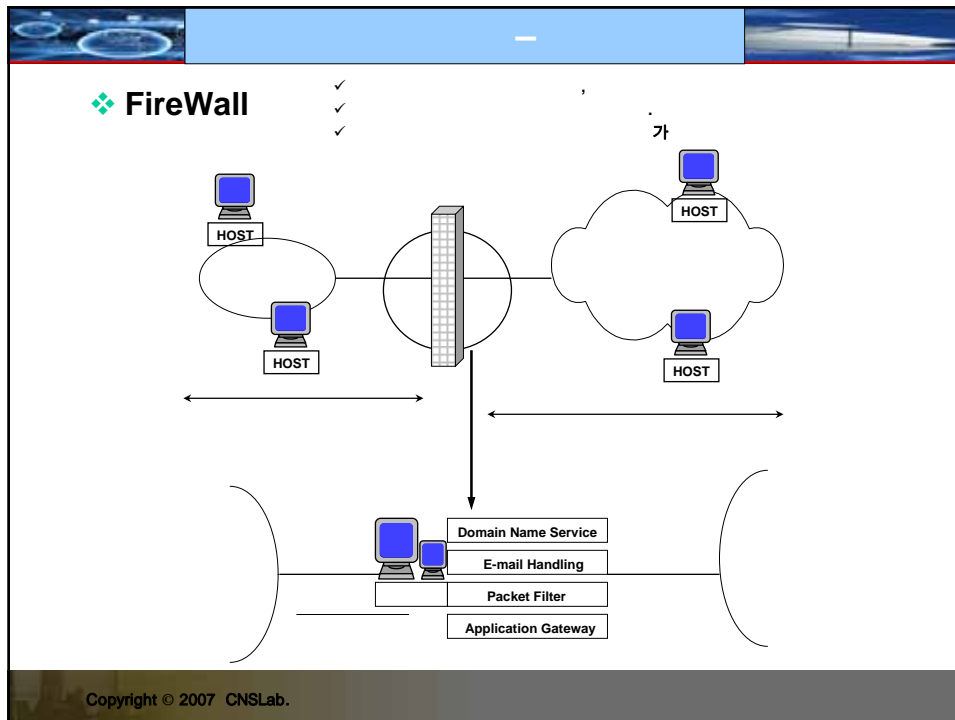 –
FireWall
,
.
가
HOST
HOST
HOST
HOST
Domain Name Service
E-mail Handling
Packet Filter
Application Gateway
Copyright © 2007 CNSLab.